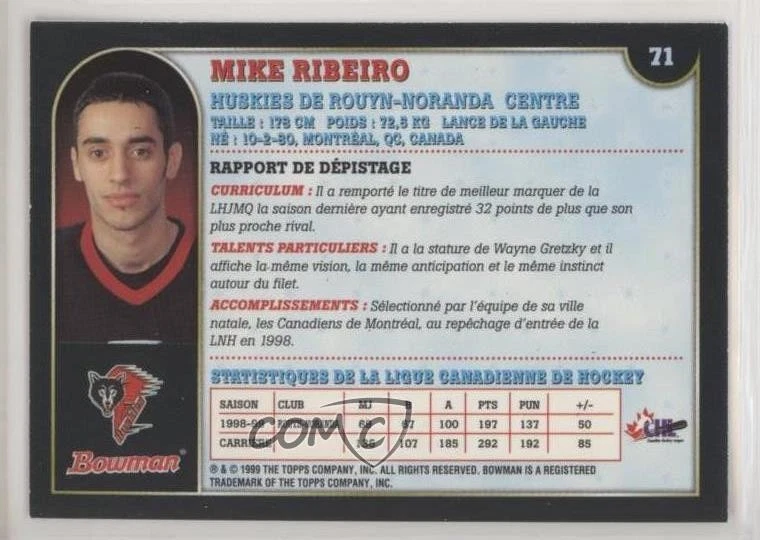 71
MIKE RIBEIRO
HUSKIES DE ROUYN-NORANDA CENTRE
TAILLE : 178 CM POIDS : 72,5 KG LANCE DE LA GAUCHE
NÉ : 10-2-80, MONTRÉAL, QC, CANADA
RAPPORT DE DÉPISTAGE
CURRICULUM : Il a remporté le titre de meilleur marqueur de la
LHJMQ la saison dernière ayant enregistré 32 points de plus que son
plus proche rival.
TALENTS PARTICULIERS : Il a la stature de Wayne Gretzky et il
affiche la même vision, la même anticipation et le même instinct
autour du filet.
ACCOMPLISSEMENTS : Sélectionné par l'équipe de sa ville
natale, les Canadiens de Montréal, au repêchage d'entrée de la
LNH en 1998.
STATISTIQUES DE LA LIGUE CANADIENNE DE HOCKEY
SAISON CLUB MJ B A PTS PUN +/-
1998-99 ROUYN-NORANDA 69 67 100 197 137 50
CARRIÈRE 136 107 185 292 192 85
COMC
CHL
Bowman
® & © 1999 THE TOPPS COMPANY, INC. ALL RIGHTS RESERVED. BOWMAN IS A REGISTERED
TRADEMARK OF THE TOPPS COMPANY, INC.